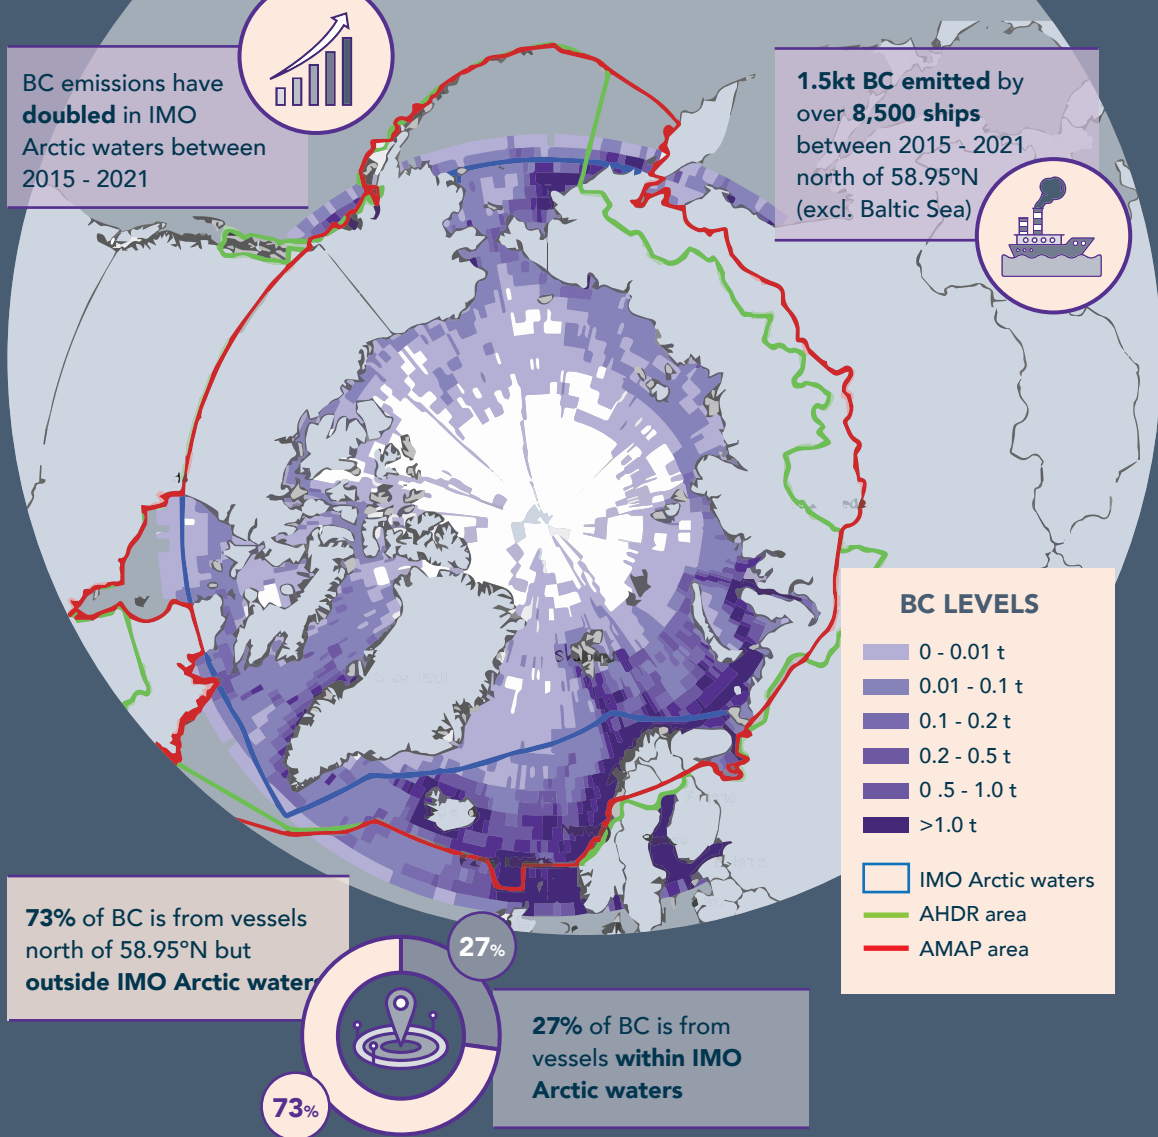 BC emissions have
doubled in IMO
Arctic waters between
2015 - 2021
1.5kt BC emitted by
over 8,500 ships
between 2015 - 2021
north of 58.95ºN
(excl. Baltic Sea)
BC LEVELS
0 - 0.01 t
0.01 - 0.1 t
0.1 - 0.2 t
0.2 - 0.5 t
0 .5 - 1.0 t
>1.0 t
IMO Arctic waters
AHDR area
AMAP area
73% of BC is from vessels
north of 58.95ºN but
outside IMO Arctic waters
27%
73%
27% of BC is from
vessels within IMO
Arctic waters